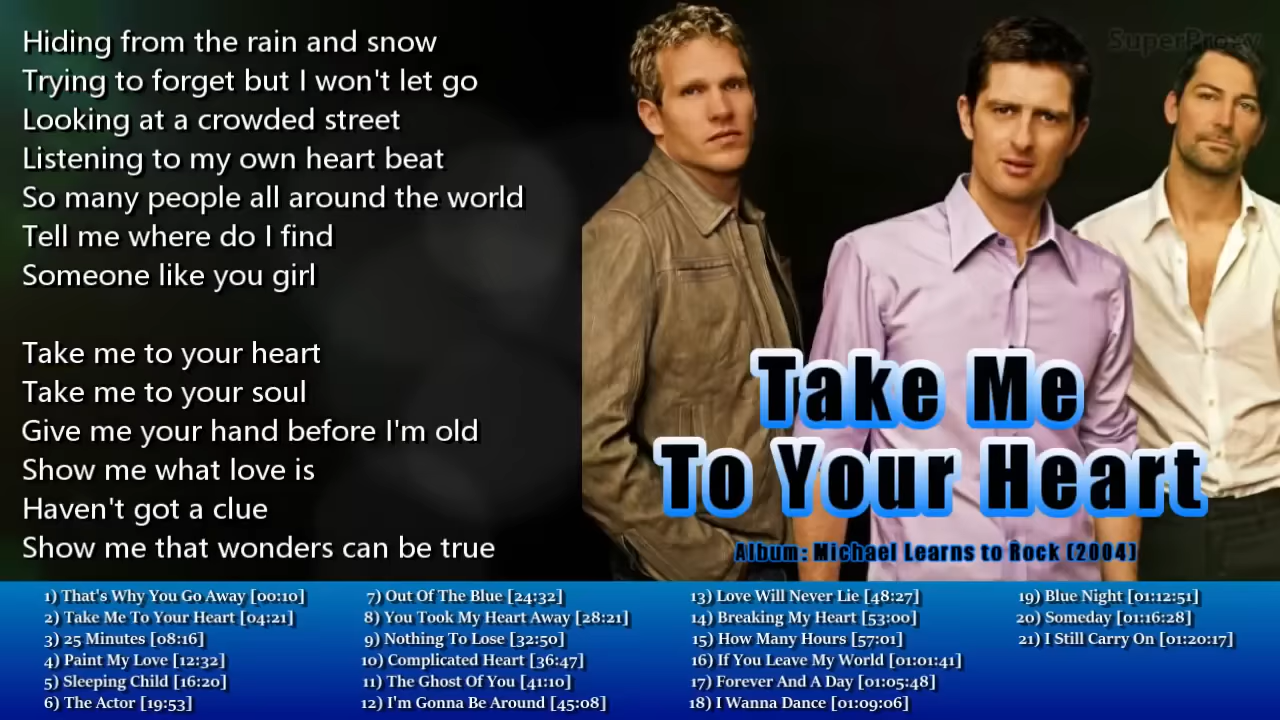 Hiding from the rain and snow
Trying to forget but I won't let go
Looking at a crowded street
Listening to my own heart beat
So many people all around the world
Tell me where do I find
Someone like you girl
Take me to your heart
Take me to your soul
Give me your hand before I'm old
Show me what love is
Haven't got a clue
Show me that wonders can be true
SuperProxy
Take Me
To Your Heart
Album: Michael Learns to Rock (2004)
1) That's Why You Go Away [00:10]
2) Take Me To Your Heart [04:21]
3) 25 Minutes [08:16]
4) Paint My Love [12:32]
5) Sleeping Child [16:20]
6) The Actor [19:53]
7) Out Of The Blue [24:32]
8) You Took My Heart Away [28:21]
9) Nothing To Lose [32:50]
10) Complicated Heart [36:47]
11) The Ghost Of You [41:10]
12) I'm Gonna Be Around [45:08]
13) Love Will Never Lie [48:27]
14) Breaking My Heart [53:00]
15) How Many Hours [57:01]
16) If You Leave My World [01:01:41]
17) Forever And A Day [01:05:48]
18) I Wanna Dance [01:09:06]
19) Blue Night [01:12:51]
20) Someday [01:16:28]
21) I Still Carry On [01:20:17]